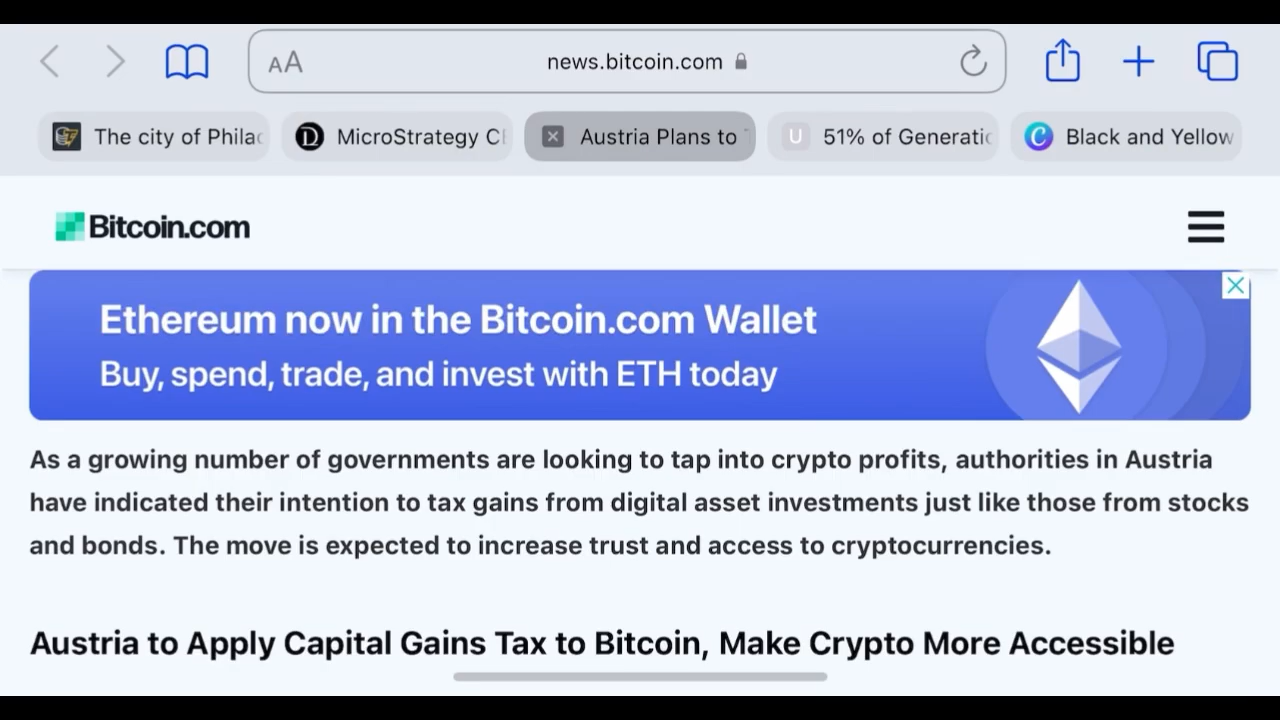 AA news.bitcoin.com
The city of Philac MicroStrategy Austria Plans to 51% of Black and Yellow
Bitcoin.com
Ethereum now in the Bitcoin.com Wallet
Buy, spend, trade, and invest with ETH today
As a growing number of governments are looking to tap into crypto profits, authorities in Austria
have indicated their intention to tax gains from digital asset investments just like those from stocks
and bonds. The move is expected to increase trust and access to cryptocurrencies.
Austria to Apply Capital Gains Tax to Bitcoin, Make Crypto More Accessible